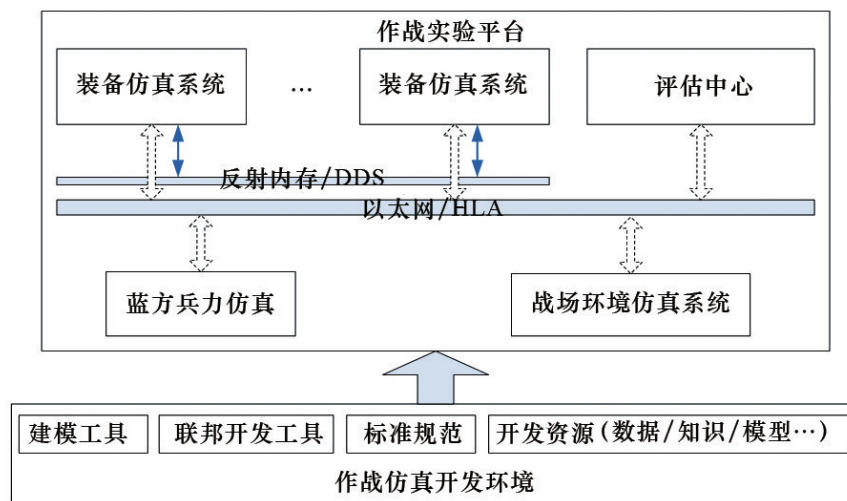 作战实验平台
装备仿真系统 … 装备仿真系统 评估中心
反射内存/DDS
以太网/HLA
蓝方兵力仿真 战场环境仿真系统
建模工具 联邦开发工具 标准规范 开发资源(数据/知识/模型…)
作战仿真开发环境